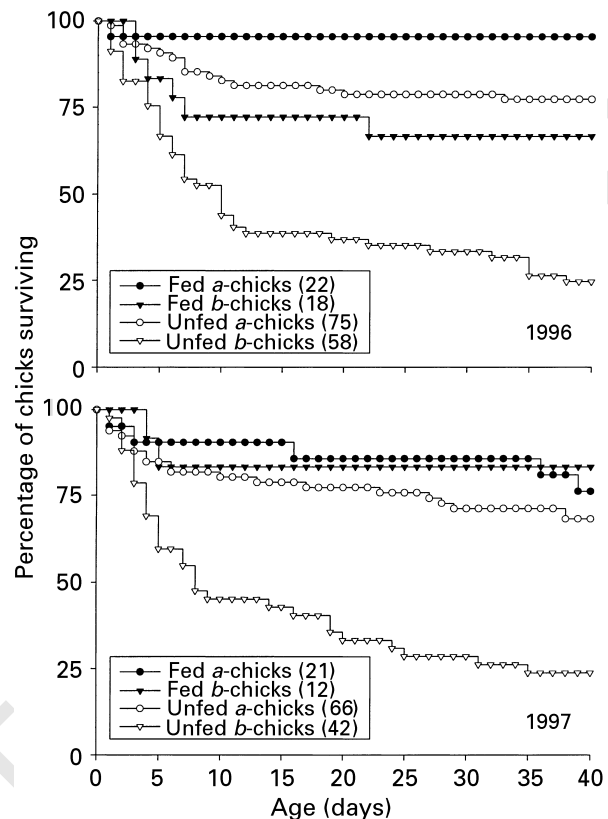 Percentage of chicks surviving
100
75
50
25
0
Fed a-chicks (22)
Fed b-chicks (18)
Unfed a-chicks (75)
Unfed b-chicks (58)
1996
100
75
50
25
0
Fed a-chicks (21)
Fed b-chicks (12)
Unfed a-chicks (66)
Unfed b-chicks (42)
1997
0 5 10 15 20 25 30 35 40
Age (days)